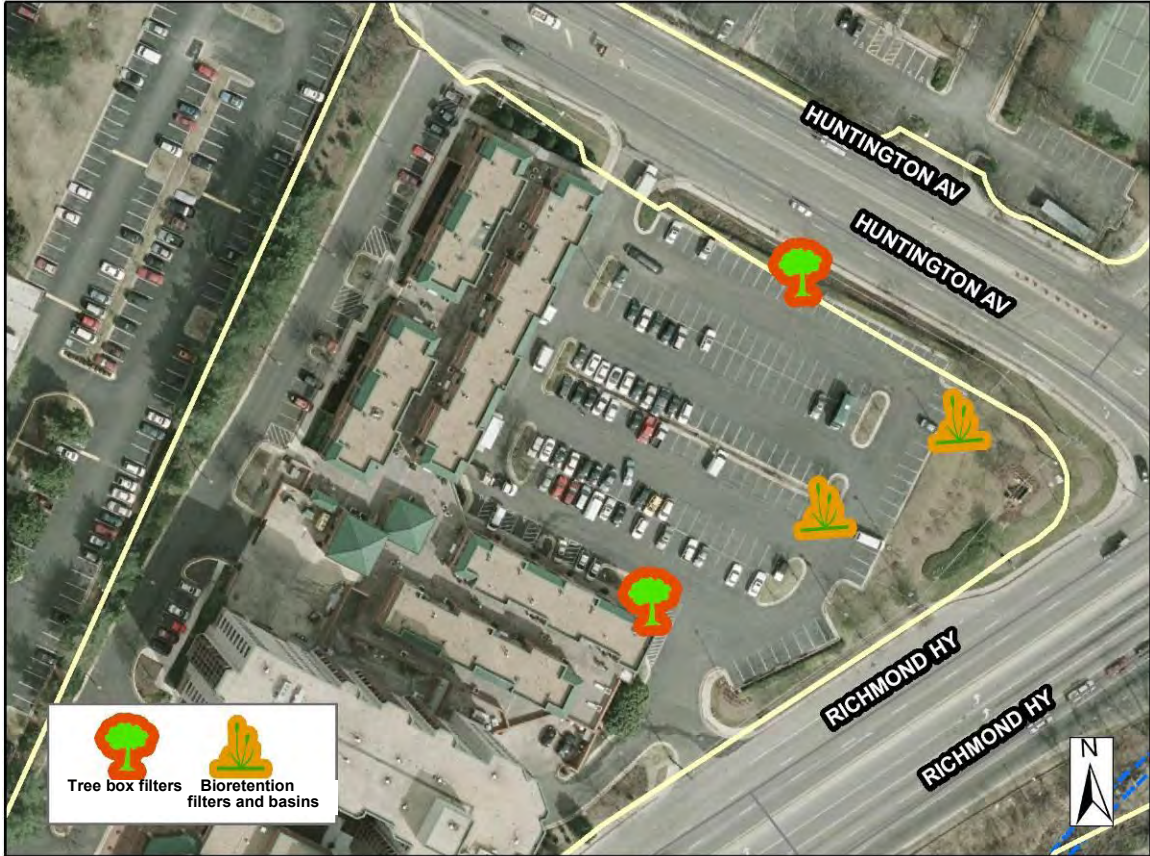 HUNTINGTON AV
HUNTINGTON AV
RICHMOND HY
RICHMOND HY
Tree box filters
Bioretention
filters and basins
N